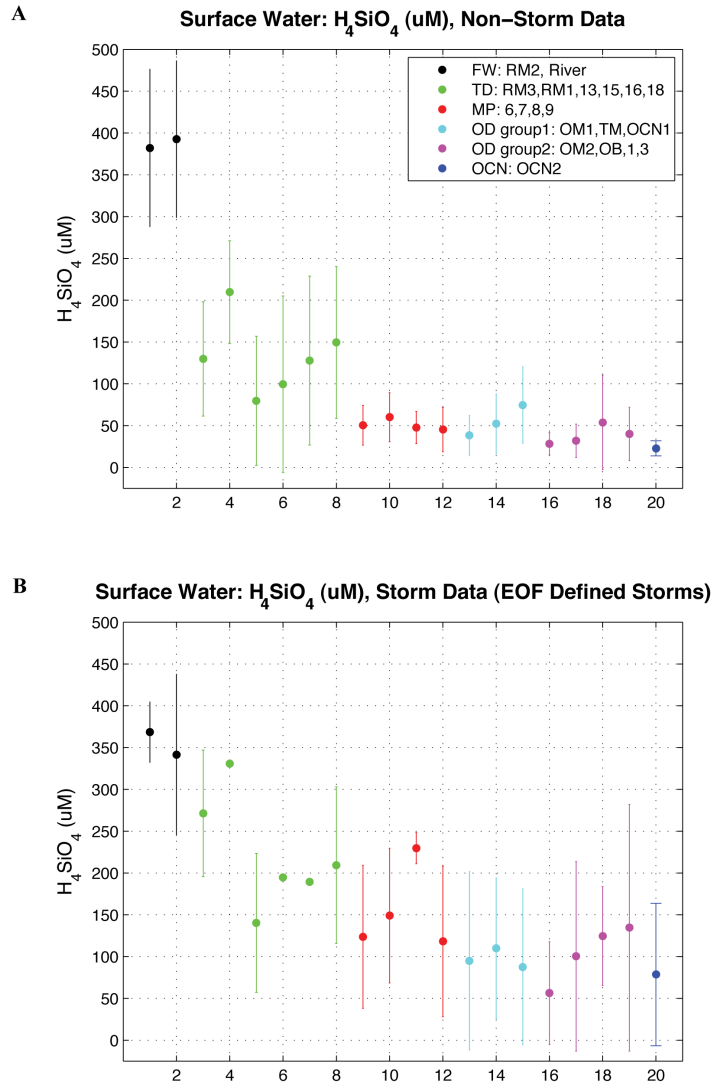 A
Surface Water: H4SiO4 (uM), Non−Storm Data
500
450
400
350
300
250
200
150
100
50
0
H4SiO4 (uM)
FW: RM2, River
TD: RM3,RM1,13,15,16,18
MP: 6,7,8,9
OD group1: OM1,TM,OCN1
OD group2: OM2,OB,1,3
OCN: OCN2
2 4 6 8 10 12 14 16 18 20
B
Surface Water: H4SiO4 (uM), Storm Data (EOF Defined Storms)
500
450
400
350
300
250
200
150
100
50
0
H4SiO4 (uM)
2 4 6 8 10 12 14 16 18 20